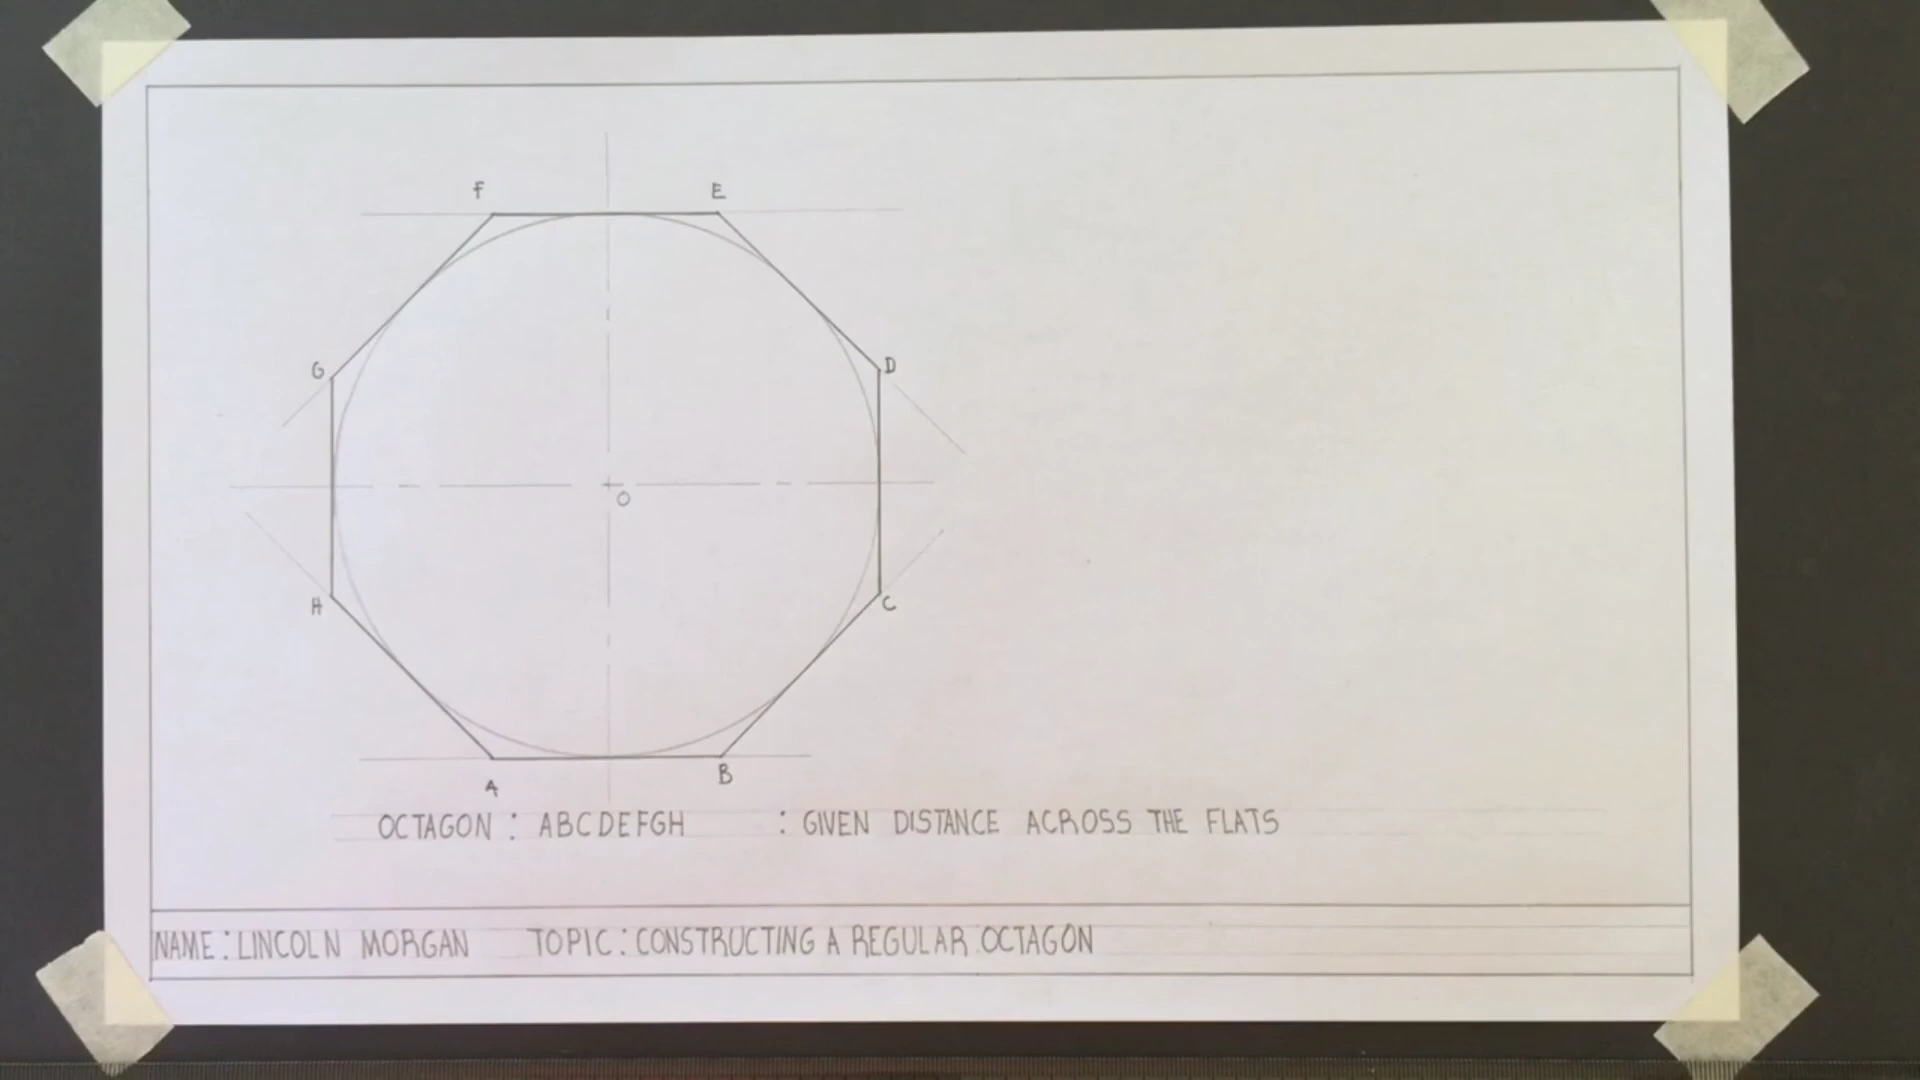 F E
G D
O
H C
A B
OCTAGON : ABCDEFGH : GIVEN DISTANCE ACROSS THE FLATS
NAME : LINCOLN MORGAN TOPIC : CONSTRUCTING A REGULAR OCTAGON